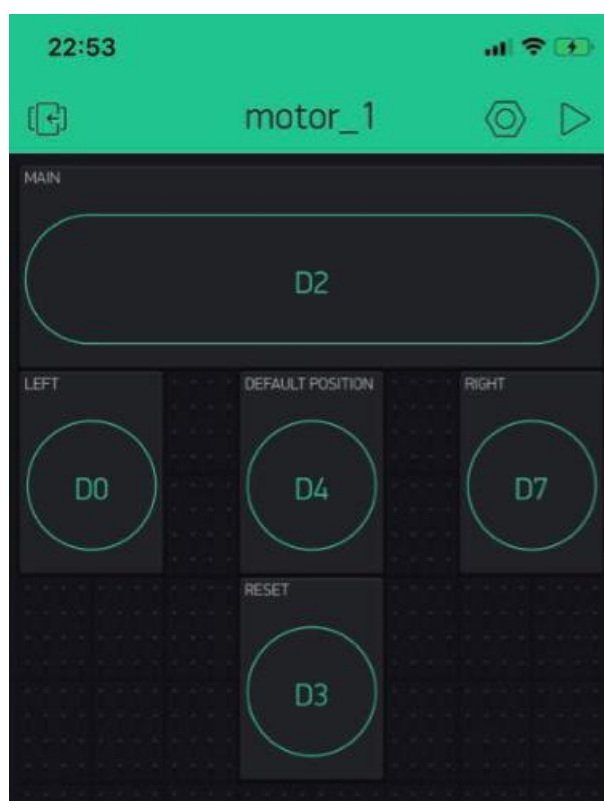 22:53
motor_1
MAIN
D2
LEFT
DEFAULT POSITION
RIGHT
D0
D4
D7
RESET
D3